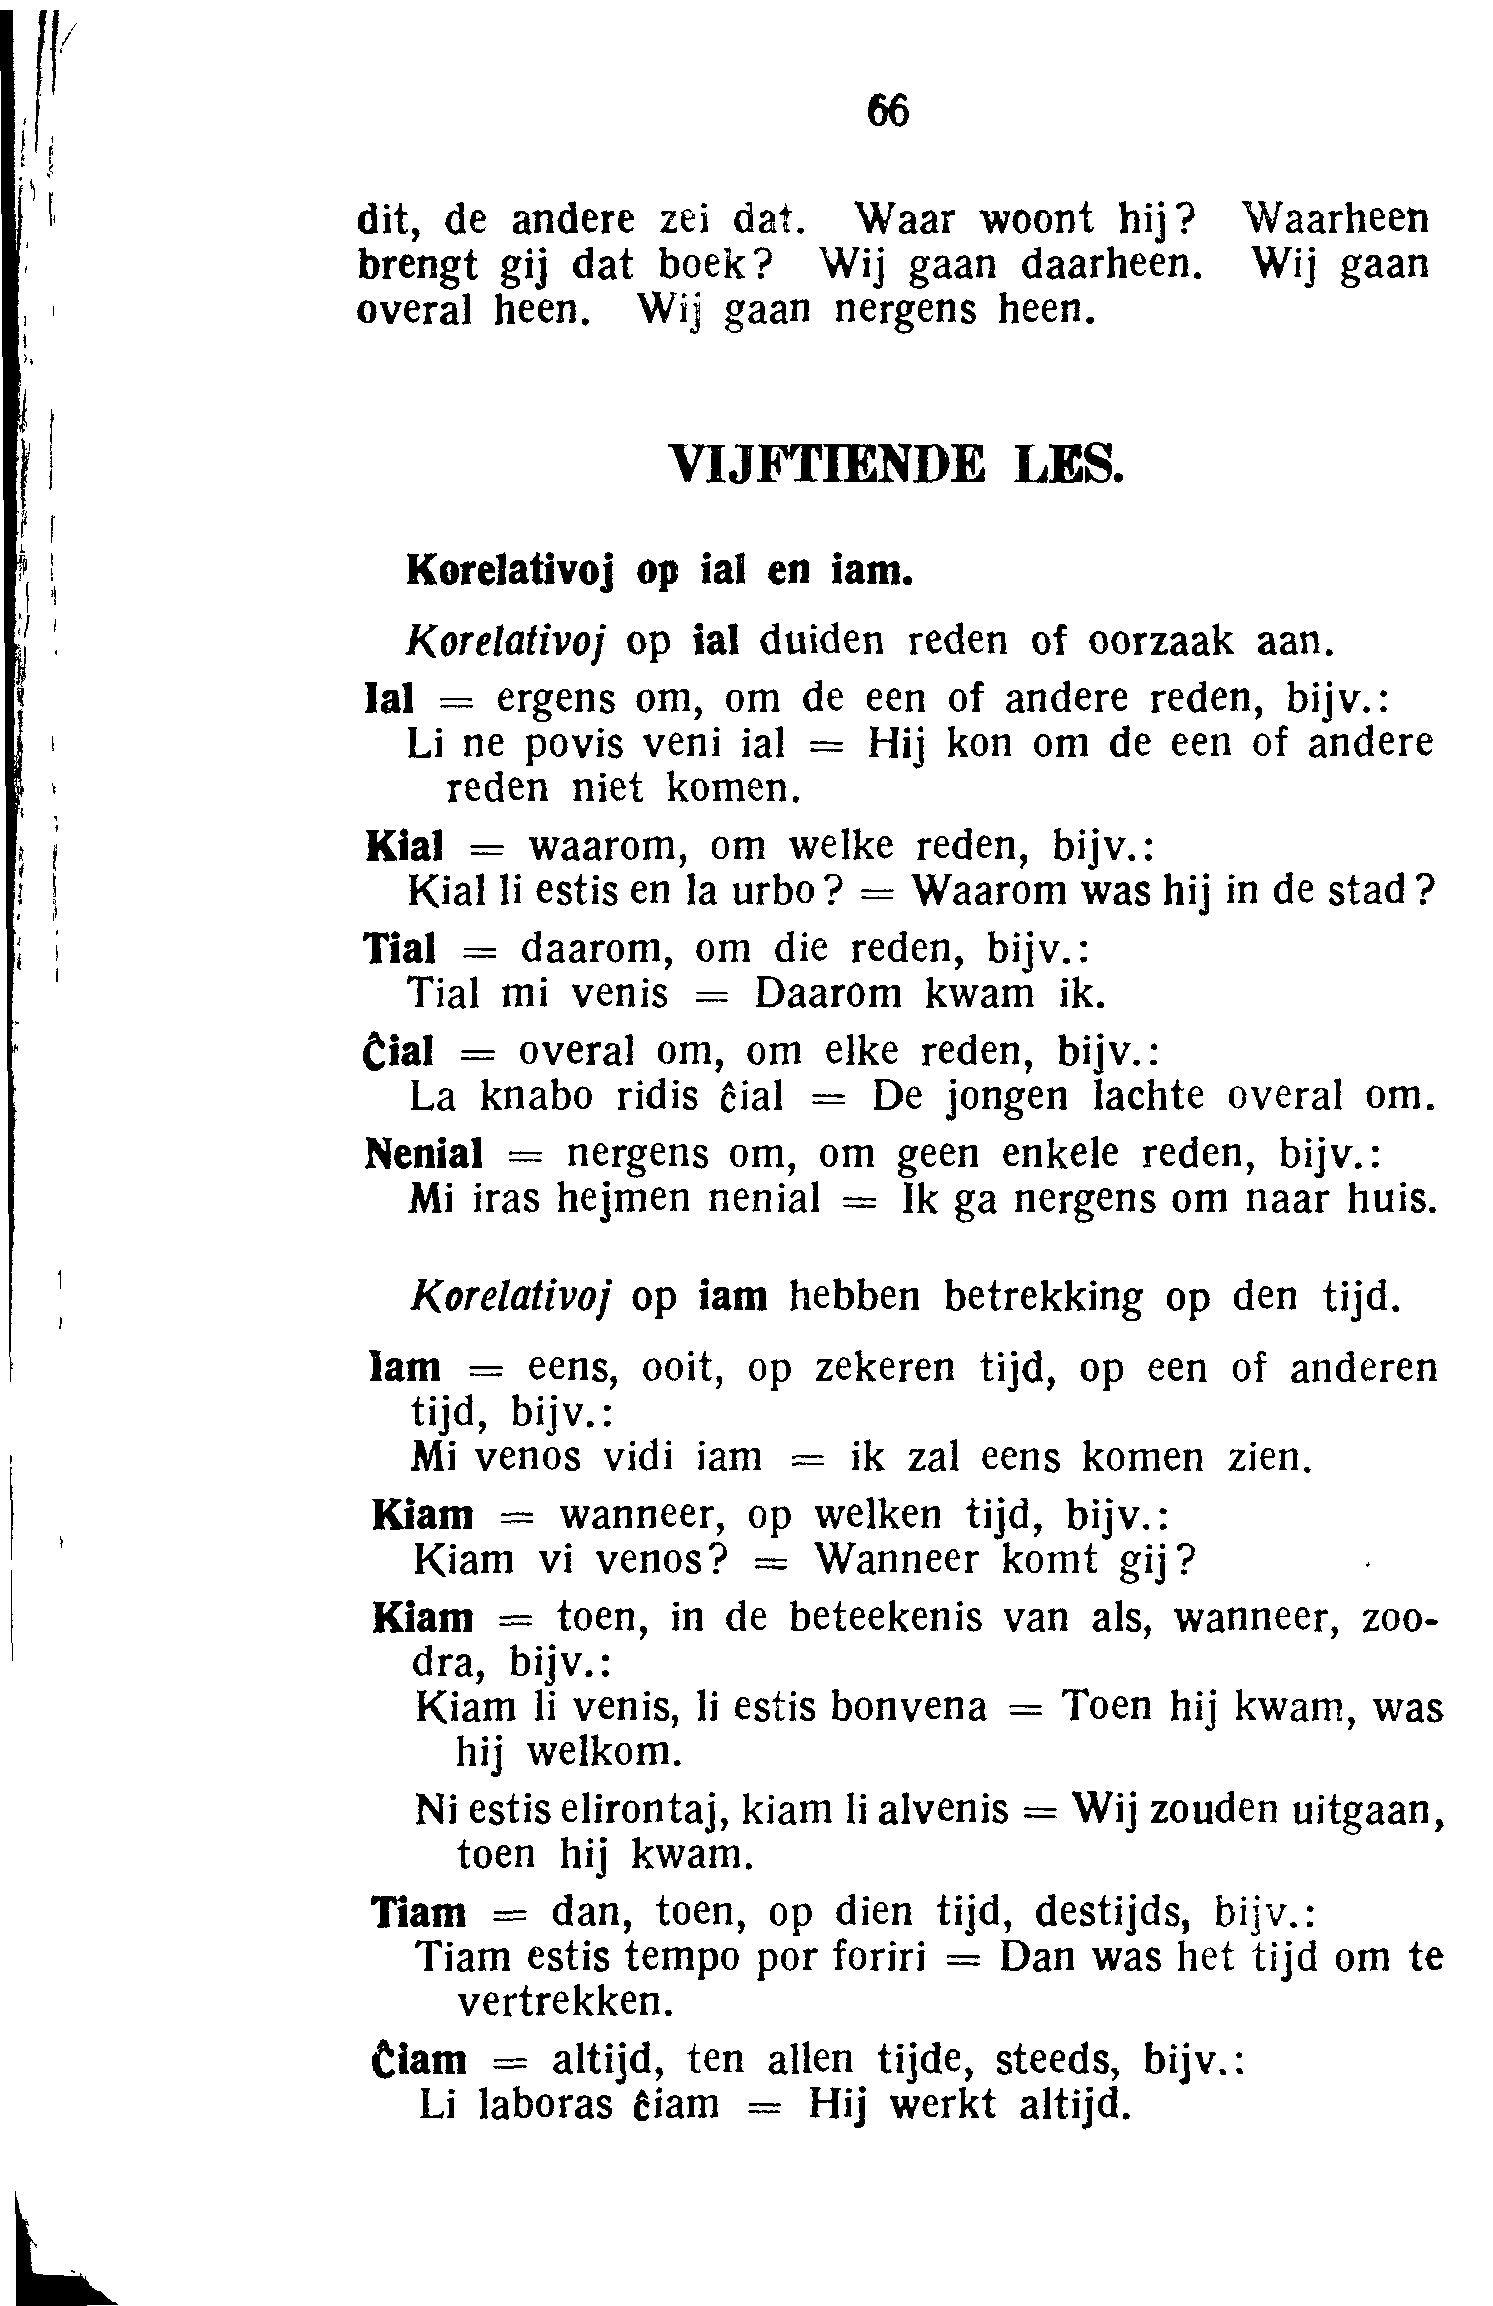 66
dit, de andere zei dat. Waar woont hij? Waarheen
brengt gij dat boek? Wij gaan daarheen. Wij gaan
overal heen. Wij gaan nergens heen.
VIJFTIENDE LES.
Korelativoj op ial en iam.
Korelativoj op ial duiden reden of oorzaak aan.
Ial = ergens om, om de een of andere reden, bijv.:
Li ne povis veni ial = Hij kon om de een of andere
reden niet komen.
Kial = waarom, om welke reden, bijv.:
Kial li estis en la urbo? = Waarom was hij in de stad?
Tial = daarom, om die reden, bijv.:
Tial mi venis = Daarom kwam ik.
Ĉial = overal om, om elke reden, bijv.:
La knabo ridis ĉial = De jongen lachte overal om.
Nenial = nergens om, om geen enkele reden, bijv.:
Mi iras hejmen nenial = Ik ga nergens om naar huis.
Korelativoj op iam hebben betrekking op den tijd.
Iam = eens, ooit, op zekeren tijd, op een of anderen
tijd, bijv.:
Mi venos vidi iam = ik zal eens komen zien.
Kiam = wanneer, op welken tijd, bijv.:
Kiam vi venos? = Wanneer komt gij?
Kiam = toen, in de beteekenis van als, wanneer, zoo-
dra, bijv.:
Kiam li venis, li estis bonvena = Toen hij kwam, was
hij welkom.
Ni estis elirontaj, kiam li alvenis = Wij zouden uitgaan,
toen hij kwam.
Tiam = dan, toen, op dien tijd, destijds, bijv.:
Tiam estis tempo por foriri = Dan was het tijd om te
vertrekken.
Ĉiam = altijd, ten allen tijde, steeds, bijv.:
Li laboras ĉiam = Hij werkt altijd.